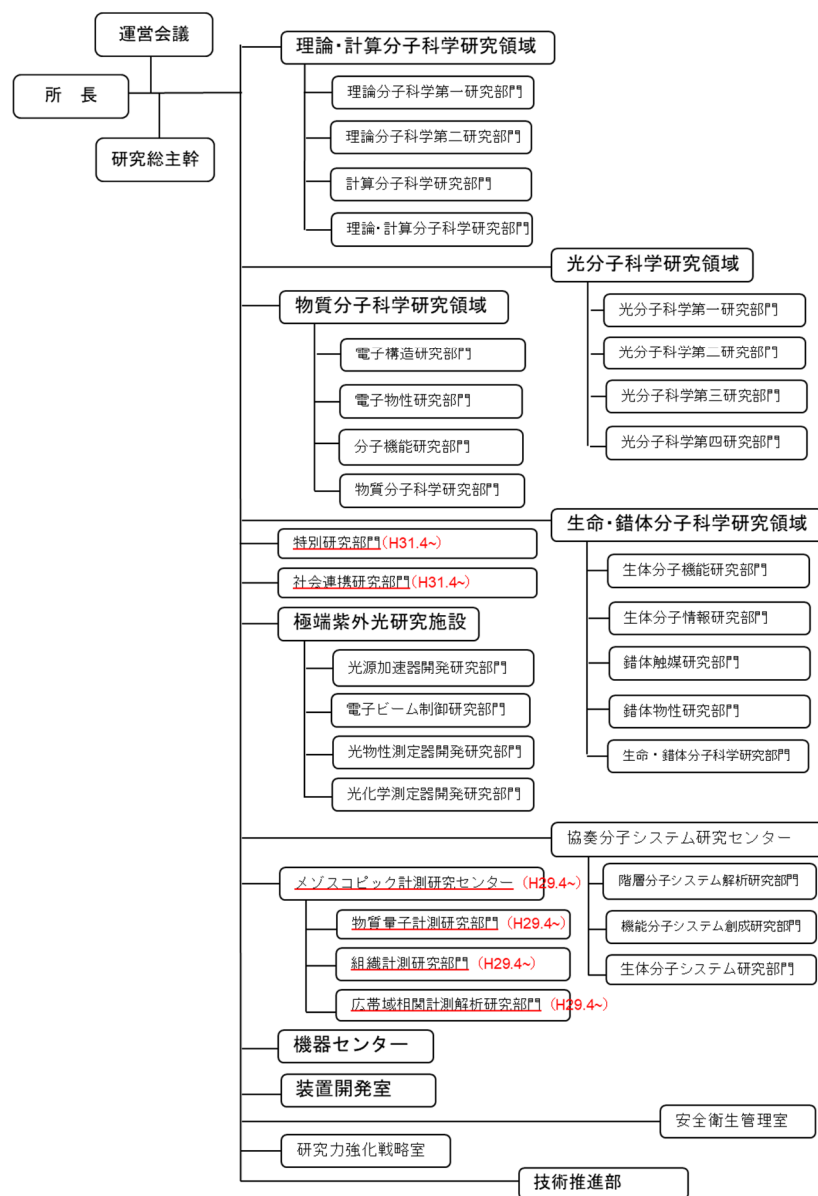 運営会議
所　長
研究総主幹
理論・計算分子科学研究領域
理論分子科学第一研究部門
理論分子科学第二研究部門
計算分子科学研究部門
理論・計算分子科学研究部門
光分子科学研究領域
光分子科学第一研究部門
光分子科学第二研究部門
光分子科学第三研究部門
光分子科学第四研究部門
物質分子科学研究領域
電子構造研究部門
電子物性研究部門
分子機能研究部門
物質分子科学研究部門
生命・錯体分子科学研究領域
生体分子機能研究部門
生体分子情報研究部門
錯体触媒研究部門
錯体物性研究部門
生命・錯体分子科学研究部門
特別研究部門(H31.4~)
社会連携研究部門(H31.4~)
極端紫外光研究施設
光源加速器開発研究部門
電子ビーム制御研究部門
光物性測定器開発研究部門
光化学測定器開発研究部門
協奏分子システム研究センター
階層分子システム解析研究部門
機能分子システム創成研究部門
生体分子システム研究部門
メゾスコピック計測研究センター (H29.4~)
物質量子計測研究部門 (H29.4~)
組織計測研究部門 (H29.4~)
広帯域相関計測解析研究部門 (H29.4~)
機器センター
装置開発室
安全衛生管理室
研究力強化戦略室
技術推進部